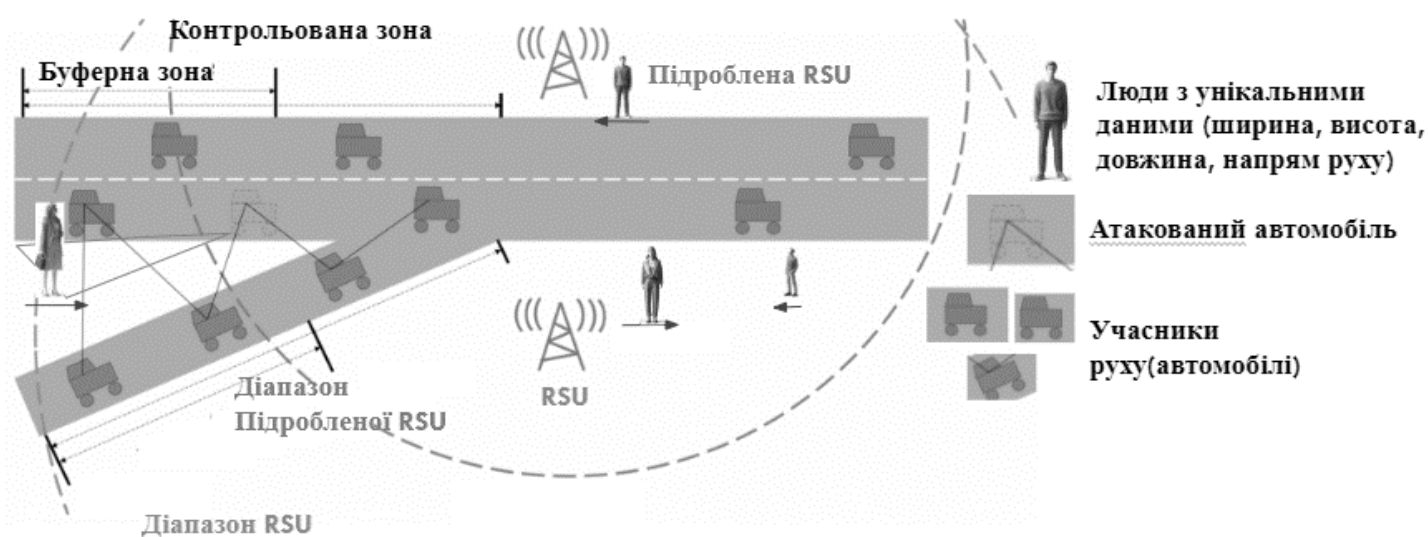 Контрольована зона
Буферна зона
Підроблена RSU
Люди з унікальними
даними (ширина, висота,
довжина, напрям руху)
Атакований автомобіль
Учасники
руху(автомобілі)
RSU
Діапазон
Підробленої RSU
Діапазон RSU